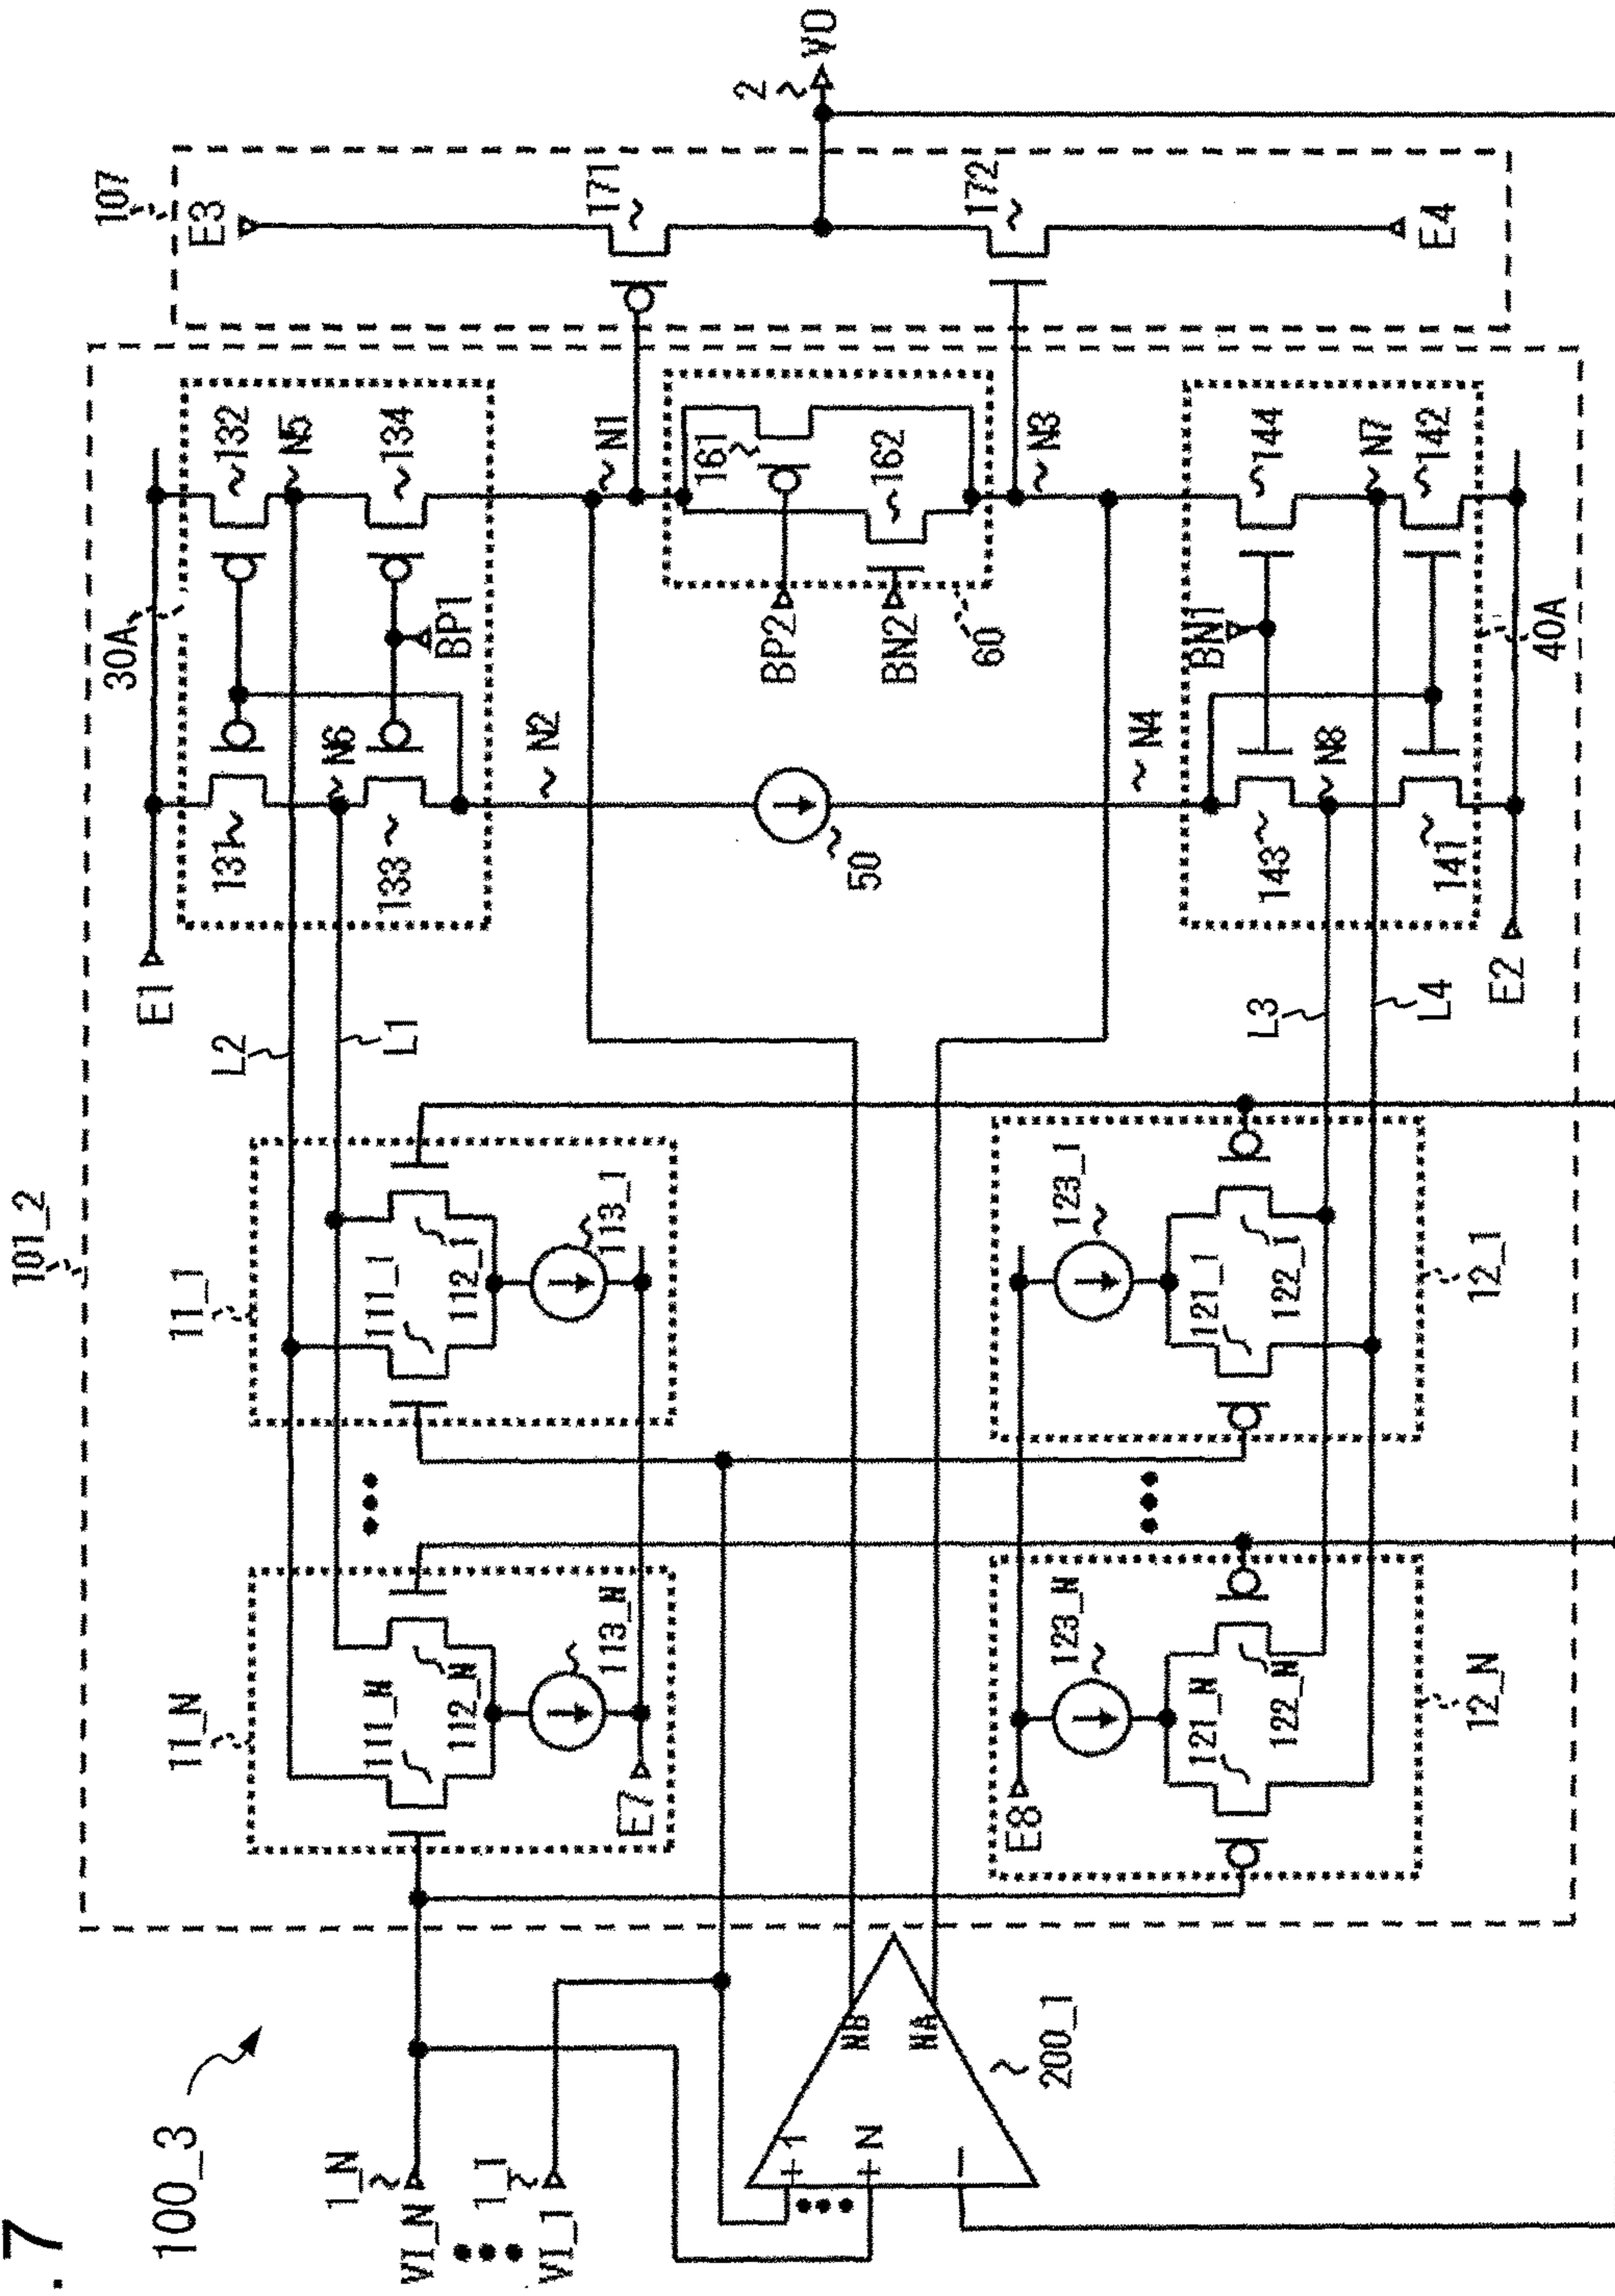 .7
100_3
101_2
107
E3
171
172
E4
2
VO
30A
E1
132
N5
134
131
N6
133
BP1
N1
N2
161
162
BP2
BN2
60
50
N3
N4
BN1
144
N7
142
143
N8
141
40A
E2
L2
L1
L3
L4
11_1
111_1
112_1
113_1
123_1
121_1
122_1
12_1
11_N
111_N
112_N
113_N
E7
123_N
E8
121_N
122_N
12_N
1_N
VI_N
1_1
VI_1
+ 1
+ N
−
NB
NA
200_1